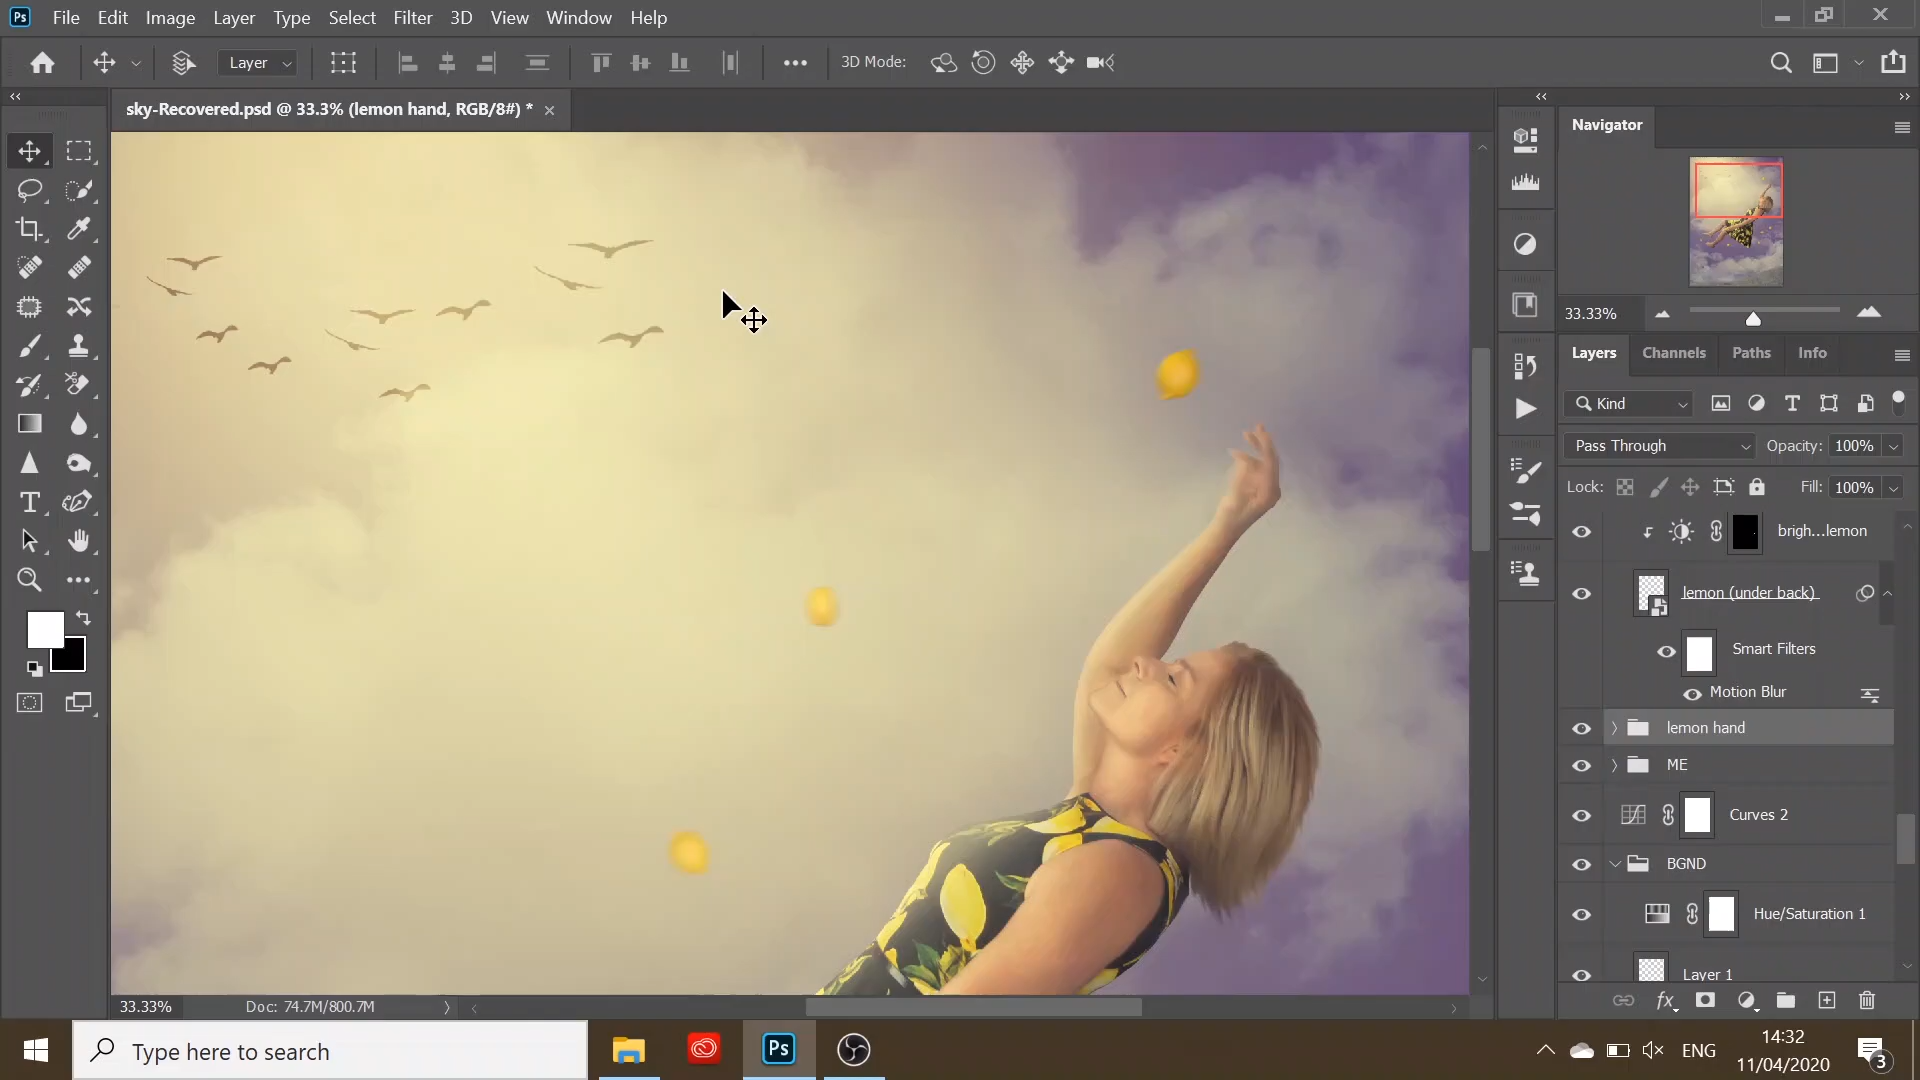 Ps File Edit Image Layer Type Select Filter 3D View Window Help
Layer 3D Mode:
sky-Recovered.psd @ 33.3% (lemon hand, RGB/8#) *
Navigator
33.33%
Layers Channels Paths Info
Kind
Pass Through Opacity: 100%
Lock: Fill: 100%
brigh...lemon
lemon (under back)
Smart Filters
Motion Blur
lemon hand
ME
Curves 2
BGND
Hue/Saturation 1
Layer 1
33.33% Doc: 74.7M/800.7M
Type here to search
Ps
ENG
14:32
11/04/2020
3